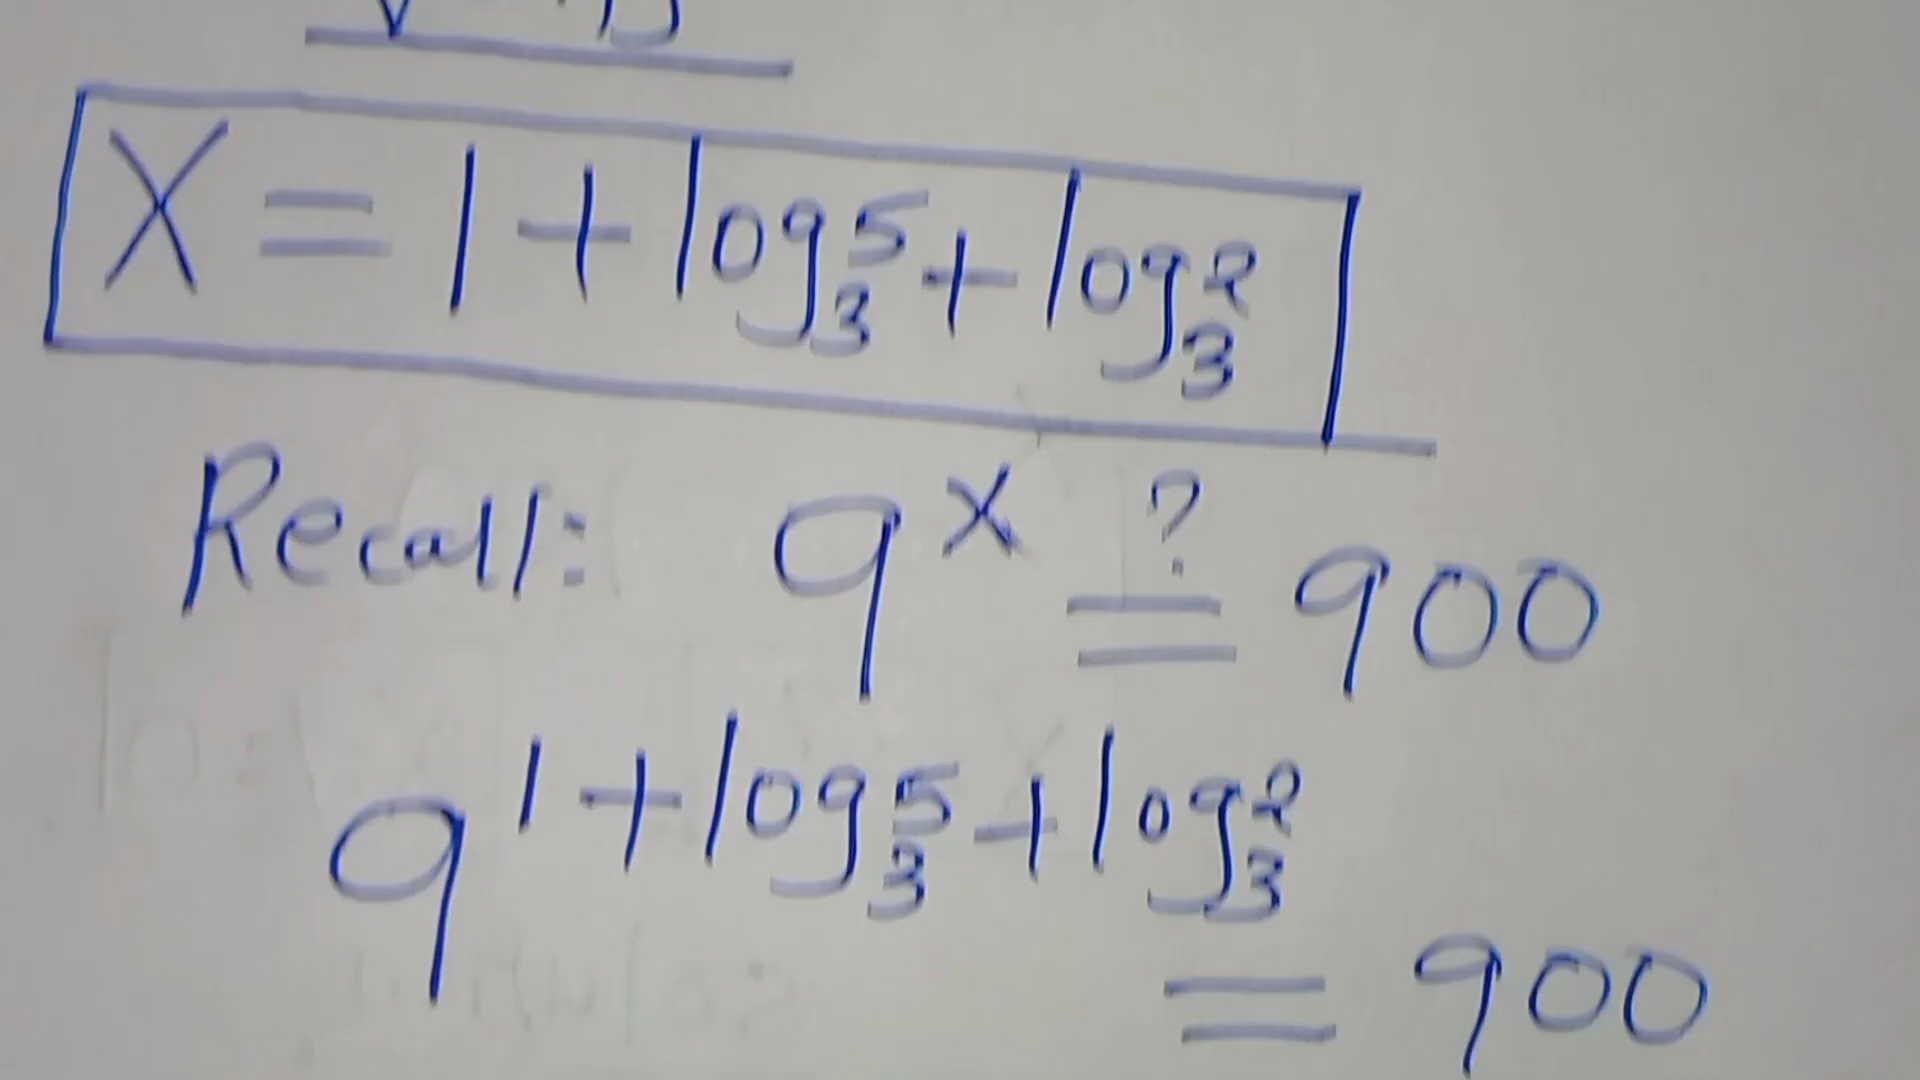 X = 1 + log₃5 + log₃2
Recall: 9^x ?= 900
9^(1 + log₃5 + log₃2)
= 900